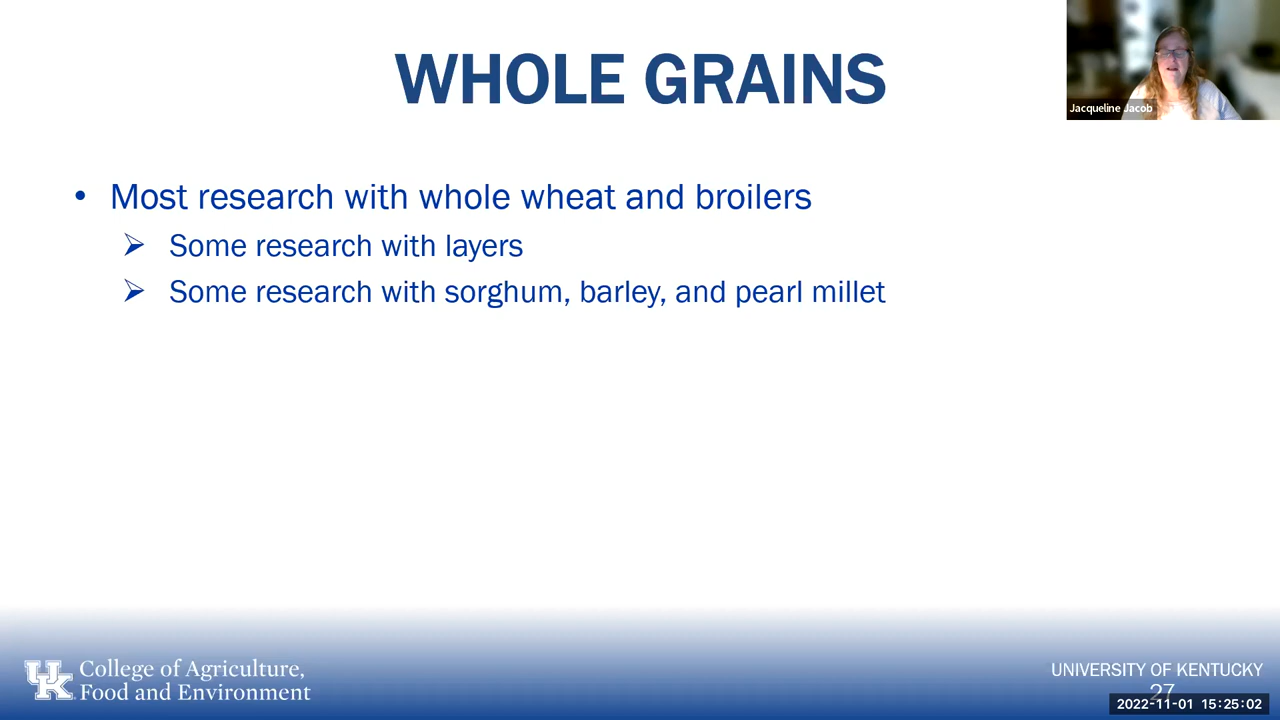 WHOLE GRAINS
Jacqueline Jacob
• Most research with whole wheat and broilers
➢ Some research with layers
➢ Some research with sorghum, barley, and pearl millet
UK College of Agriculture,
Food and Environment
UNIVERSITY OF KENTUCKY
27
2022-11-01 15:25:02